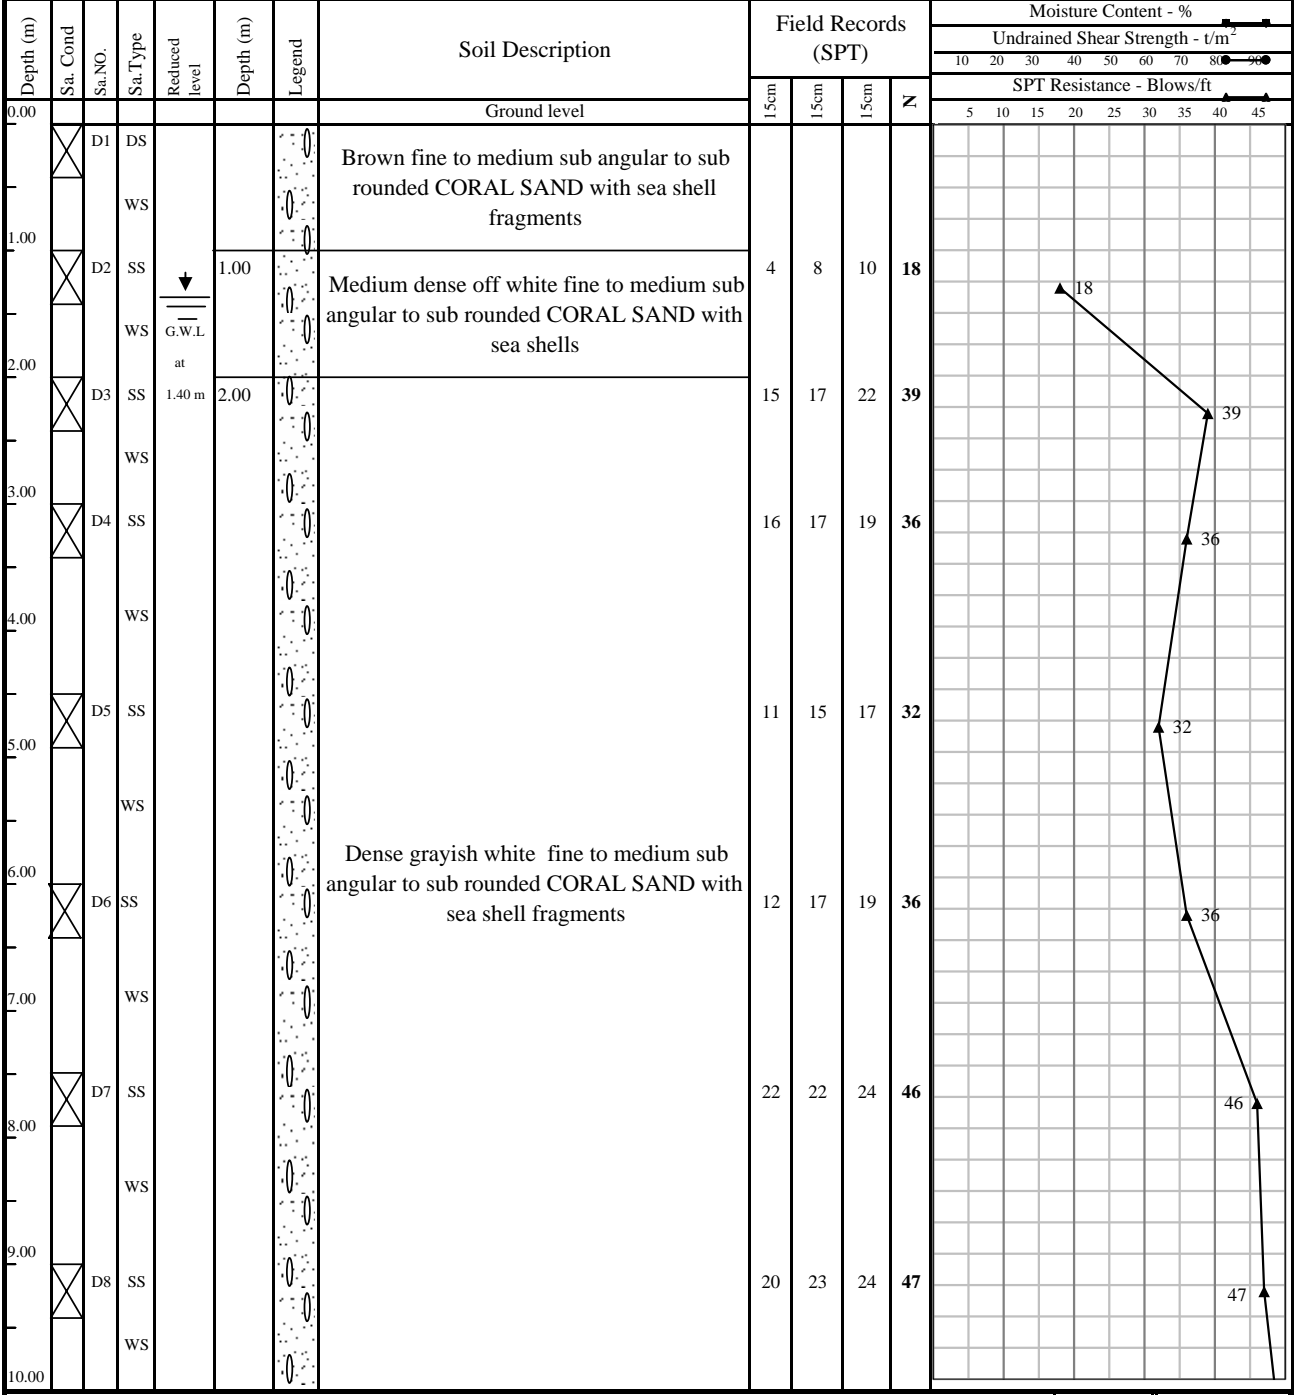 Depth (m) Sa. Cond Sa.NO. Sa.Type Reduced level Depth (m) Legend Soil Description Field Records (SPT)
Moisture Content - %
Undrained Shear Strength - t/m2
10 20 30 40 50 60 70 80 90
SPT Resistance - Blows/ft
0.00 Ground level 15cm 15cm 15cm N 5 10 15 20 25 30 35 40 45
D1 DS
Brown fine to medium sub angular to sub
rounded CORAL SAND with sea shell
WS
fragments
1.00
D2 SS 1.00 4 8 10 18
Medium dense off white fine to medium sub
18
angular to sub rounded CORAL SAND with
WS G.W.L
sea shells
at
2.00
D3 SS 1.40 m 2.00 15 17 22 39
39
WS
3.00
D4 SS 16 17 19 36
36
WS
4.00
D5 SS 11 15 17 32
32
5.00
WS
Dense grayish white fine to medium sub
6.00
angular to sub rounded CORAL SAND with
D6 SS 12 17 19 36
sea shell fragments
36
WS
7.00
D7 SS 22 22 24 46
46
8.00
WS
9.00
D8 SS 20 23 24 47
47
WS
10.00